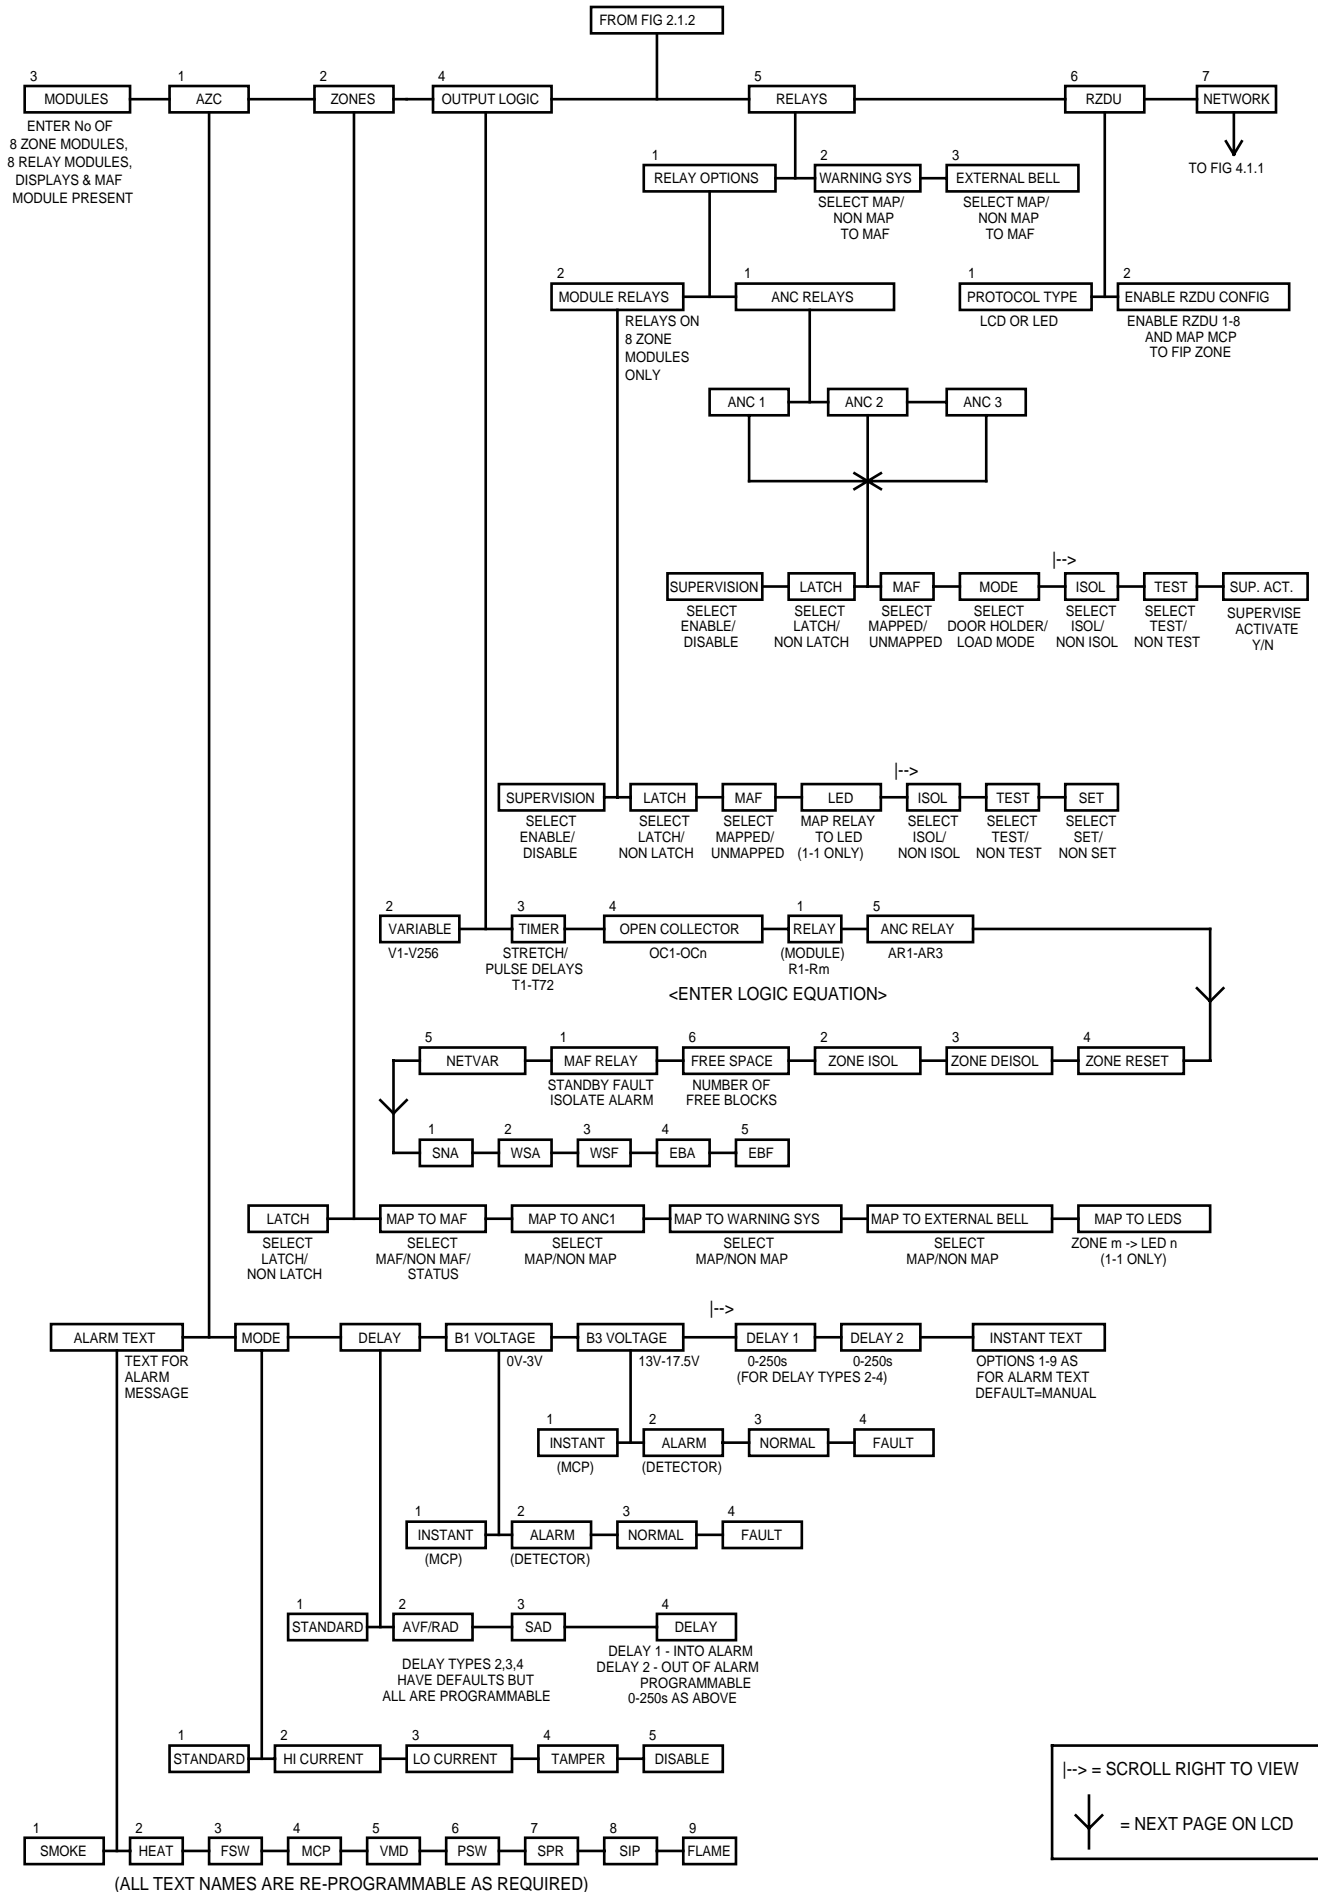 FROM FIG 2.1.2
3
MODULES
ENTER No OF
8 ZONE MODULES,
8 RELAY MODULES,
DISPLAYS & MAF
MODULE PRESENT
1
AZC
2
ZONES
4
OUTPUT LOGIC
5
RELAYS
6
RZDU
7
NETWORK
TO FIG 4.1.1
1
RELAY OPTIONS
2
WARNING SYS
SELECT MAP/
NON MAP
TO MAF
3
EXTERNAL BELL
SELECT MAP/
NON MAP
TO MAF
2
MODULE RELAYS
RELAYS ON
8 ZONE
MODULES
ONLY
1
ANC RELAYS
1
PROTOCOL TYPE
LCD OR LED
2
ENABLE RZDU CONFIG
ENABLE RZDU 1-8
AND MAP MCP
TO FIP ZONE
ANC 1
ANC 2
ANC 3
|-->
SUPERVISION
SELECT
ENABLE/
DISABLE
LATCH
SELECT
LATCH/
NON LATCH
MAF
SELECT
MAPPED/
UNMAPPED
MODE
SELECT
DOOR HOLDER/
LOAD MODE
ISOL
SELECT
ISOL/
NON ISOL
TEST
SELECT
TEST/
NON TEST
SUP. ACT.
SUPERVISE
ACTIVATE
Y/N
|-->
SUPERVISION
SELECT
ENABLE/
DISABLE
LATCH
SELECT
LATCH/
NON LATCH
MAF
SELECT
MAPPED/
UNMAPPED
LED
MAP RELAY
TO LED
(1-1 ONLY)
ISOL
SELECT
ISOL/
NON ISOL
TEST
SELECT
TEST/
NON TEST
SET
SELECT
SET/
NON SET
2
VARIABLE
V1-V256
3
TIMER
STRETCH/
PULSE DELAYS
T1-T72
4
OPEN COLLECTOR
OC1-OCn
1
RELAY
(MODULE)
R1-Rm
5
ANC RELAY
AR1-AR3
<ENTER LOGIC EQUATION>
5
NETVAR
1
MAF RELAY
STANDBY FAULT
ISOLATE ALARM
6
FREE SPACE
NUMBER OF
FREE BLOCKS
2
ZONE ISOL
3
ZONE DEISOL
4
ZONE RESET
1
SNA
2
WSA
3
WSF
4
EBA
5
EBF
LATCH
SELECT
LATCH/
NON LATCH
MAP TO MAF
SELECT
MAF/NON MAF/
STATUS
MAP TO ANC1
SELECT
MAP/NON MAP
MAP TO WARNING SYS
SELECT
MAP/NON MAP
MAP TO EXTERNAL BELL
SELECT
MAP/NON MAP
MAP TO LEDS
ZONE m -> LED n
(1-1 ONLY)
|-->
ALARM TEXT
TEXT FOR
ALARM
MESSAGE
MODE
DELAY
B1 VOLTAGE
0V-3V
B3 VOLTAGE
13V-17.5V
DELAY 1
0-250s
DELAY 2
0-250s
(FOR DELAY TYPES 2-4)
INSTANT TEXT
OPTIONS 1-9 AS
FOR ALARM TEXT
DEFAULT=MANUAL
1
INSTANT
(MCP)
2
ALARM
(DETECTOR)
3
NORMAL
4
FAULT
1
INSTANT
(MCP)
2
ALARM
(DETECTOR)
3
NORMAL
4
FAULT
1
STANDARD
2
AVF/RAD
3
SAD
4
DELAY
DELAY TYPES 2,3,4
HAVE DEFAULTS BUT
ALL ARE PROGRAMMABLE
DELAY 1 - INTO ALARM
DELAY 2 - OUT OF ALARM
PROGRAMMABLE
0-250s AS ABOVE
1
STANDARD
2
HI CURRENT
3
LO CURRENT
4
TAMPER
5
DISABLE
|--> = SCROLL RIGHT TO VIEW
= NEXT PAGE ON LCD
1
SMOKE
2
HEAT
3
FSW
4
MCP
5
VMD
6
PSW
7
SPR
8
SIP
9
FLAME
(ALL TEXT NAMES ARE RE-PROGRAMMABLE AS REQUIRED)